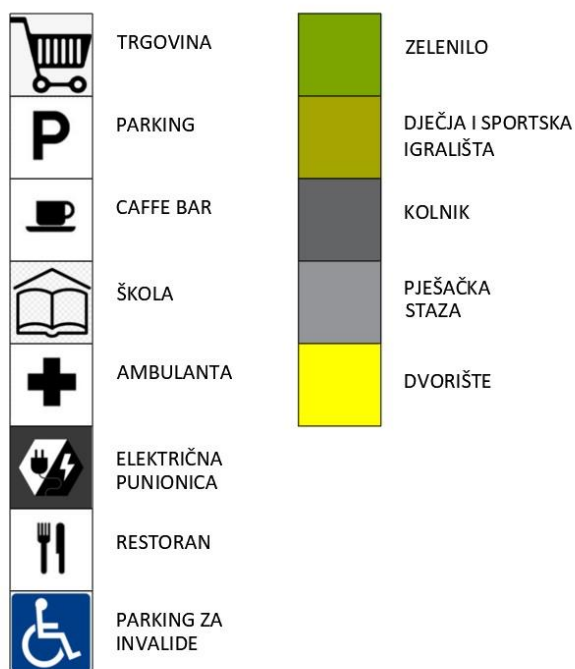 TRGOVINA
P
PARKING
CAFFE BAR
ŠKOLA
AMBULANTA
ELEKTRIČNA
PUNIONICA
RESTORAN
PARKING ZA
INVALIDE
ZELENILO
DJEČJA I SPORTSKA
IGRALIŠTA
KOLNIK
PJEŠAČKA
STAZA
DVORIŠTE